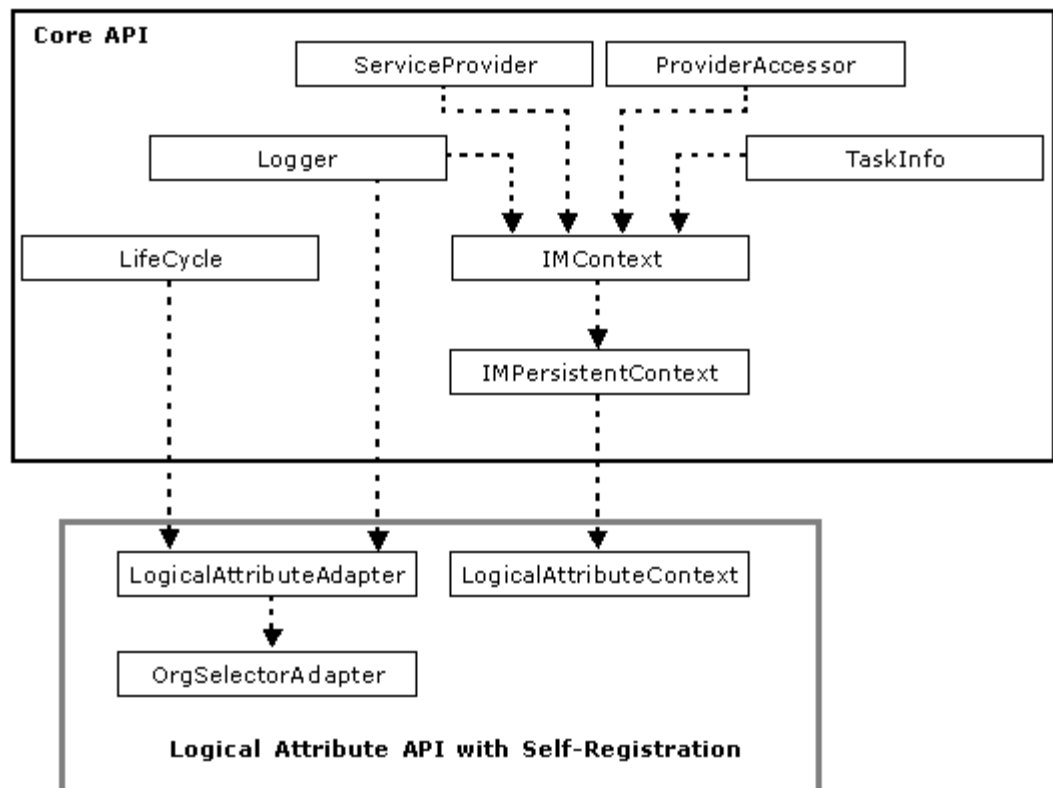 Core API
ServiceProvider
ProviderAccessor
Logger
TaskInfo
LifeCycle
IMContext
IMPersistentContext
LogicalAttributeAdapter
LogicalAttributeContext
OrgSelectorAdapter
Logical Attribute API with Self-Registration